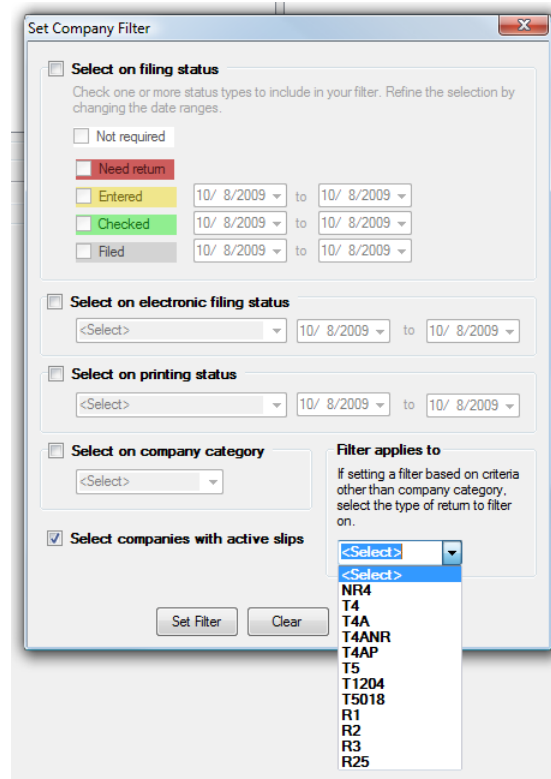 Set Company Filter
Select on filing status
Check one or more status types to include in your filter. Refine the selection by
changing the date ranges.
Not required
Need return
Entered 10/ 8/2009 to 10/ 8/2009
Checked 10/ 8/2009 to 10/ 8/2009
Filed 10/ 8/2009 to 10/ 8/2009
Select on electronic filing status
<Select> 10/ 8/2009 to 10/ 8/2009
Select on printing status
<Select> 10/ 8/2009 to 10/ 8/2009
Select on company category
<Select>
Filter applies to
If setting a filter based on criteria
other than company category,
select the type of return to filter
on.
Select companies with active slips
<Select>
<Select>
NR4
T4
T4A
T4ANR
T4AP
T5
T1204
T5018
R1
R2
R3
R25
Set Filter Clear